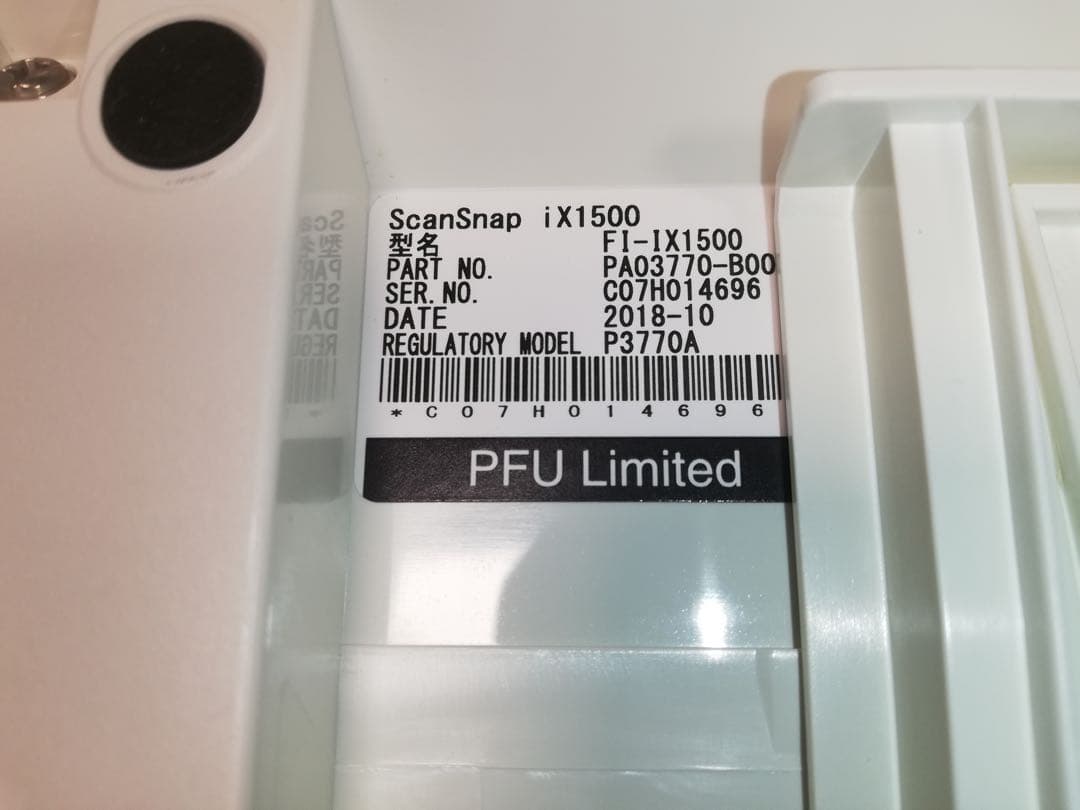 ScanSnap iX1500
型名 FI-IX1500
PART NO. PA03770-B00
SER.NO. C07H014696
DATE 2018-10
REGULATORY MODEL P3770A
*C07H014696
PFU Limited